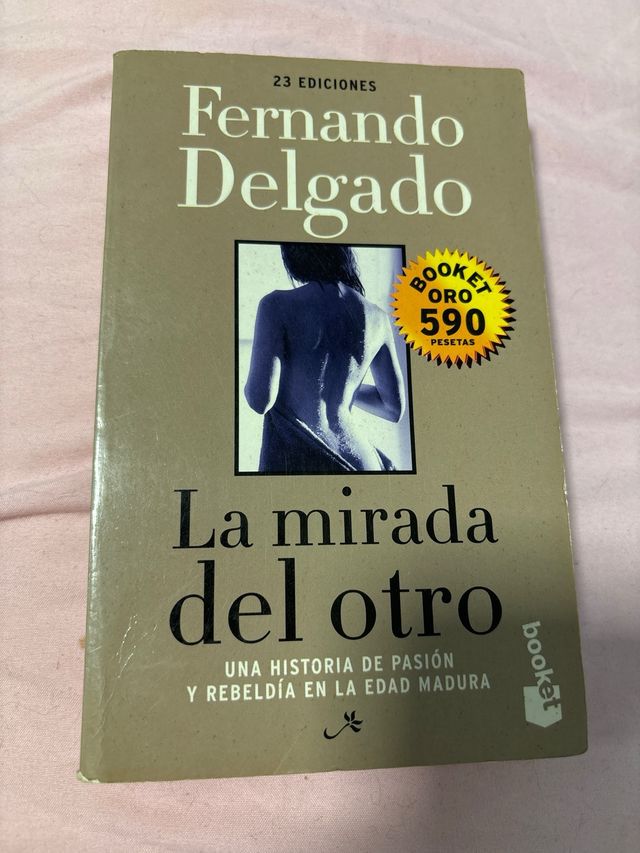 23 EDICIONES
Fernando
Delgado
BOOKET
ORO
590
PESETAS
La mirada
del otro
UNA HISTORIA DE PASIÓN
Y REBELDÍA EN LA EDAD MADURA
booket